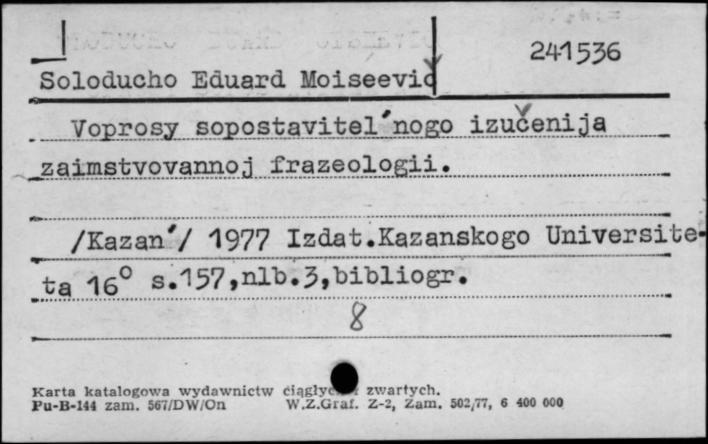 241536
Soloducho Eduard Moiseevič
Voprosy sopostavitel'nogo izučenija
zaimstvovannoj frazeologii.
/Kazan'/ 1977 Izdat.Kazanskogo Universite-
ta 16° s.157,nlb.3,bibliogr.
8
Karta katalogowa wydawnictw zwartych.
Pu-B-144 zam. 567/DW/On W.Z.Graf. Z-2, Zam. 502/77, 6 400 000